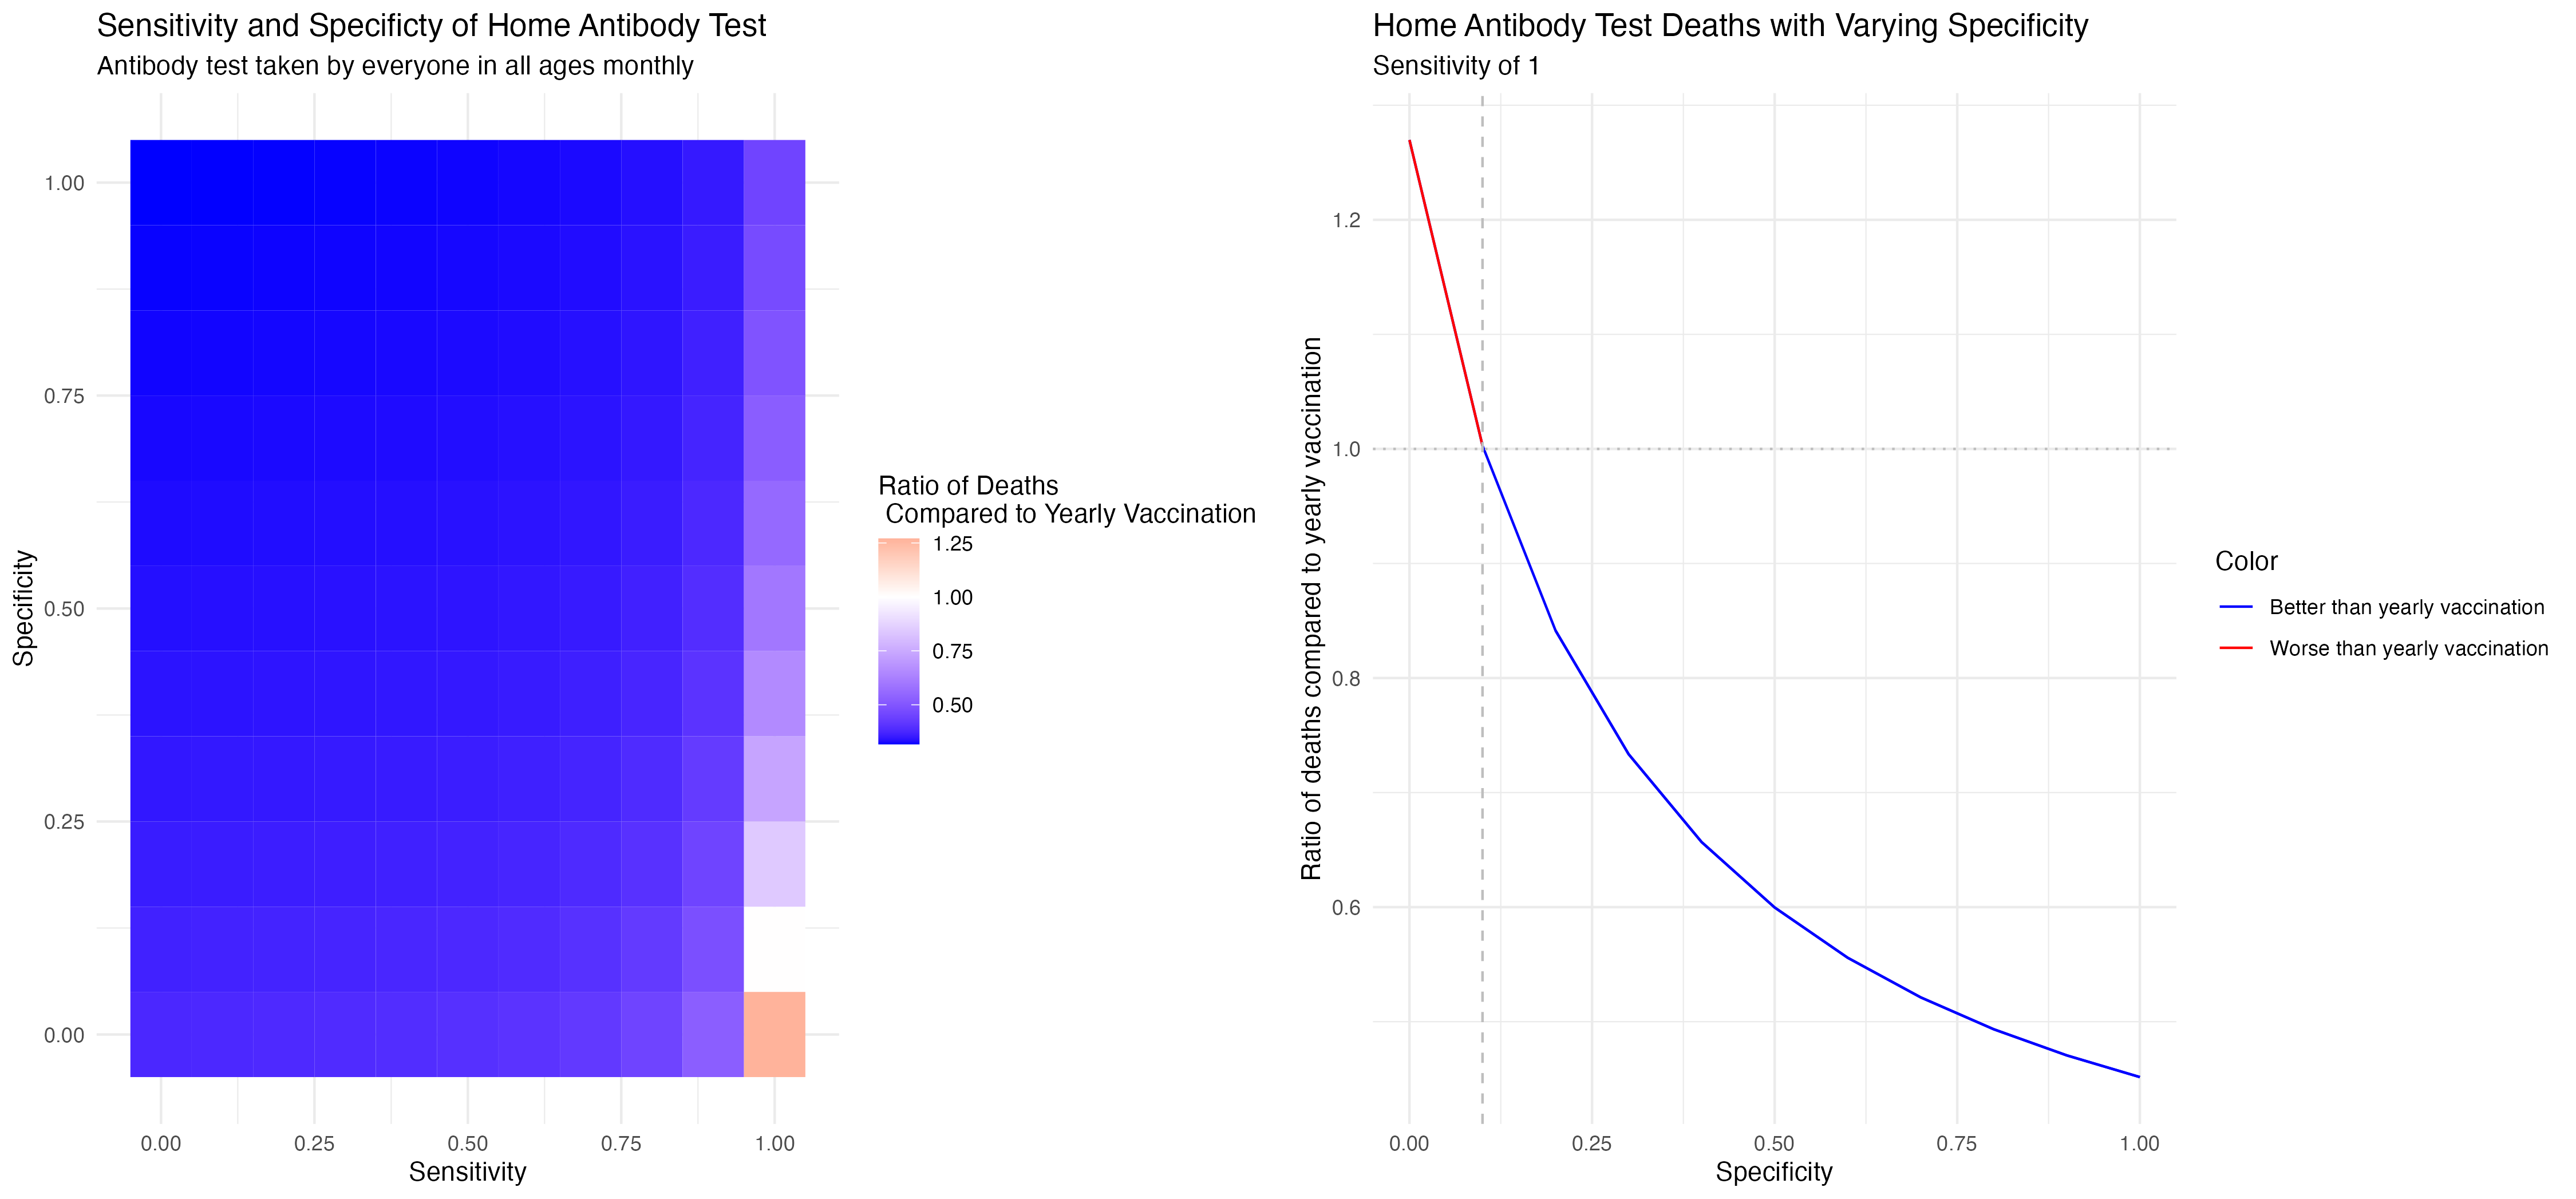 Sensitivity and Specificty of Home Antibody Test
Antibody test taken by everyone in all ages monthly
1.00
0.75
0.50
0.25
0.00
Specificity
0.00
0.25
0.50
0.75
1.00
Sensitivity
Ratio of Deaths
Compared to Yearly Vaccination
1.25
1.00
0.75
0.50
Home Antibody Test Deaths with Varying Specificity
Sensitivity of 1
1.2
1.0
0.8
0.6
Ratio of deaths compared to yearly vaccination
0.00
0.25
0.50
0.75
1.00
Specificity
Color
Better than yearly vaccination
Worse than yearly vaccination